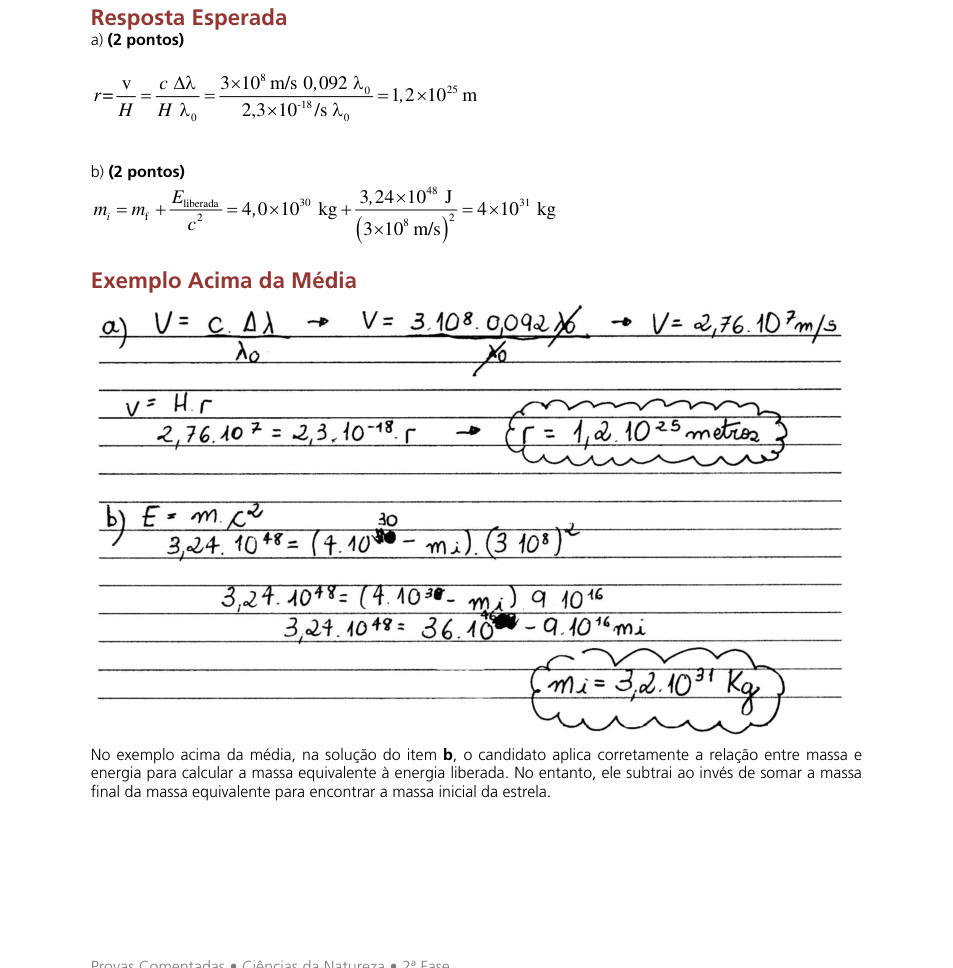 Resposta Esperada
a) (2 pontos)
r = v/H = c Δλ / H λ₀ = 3×10⁸ m/s 0,092 λ₀ / 2,3×10⁻¹⁸/s λ₀ = 1,2×10²⁵ m
b) (2 pontos)
mᵢ = m_f + E_liberada / c² = 4,0×10³⁰ kg + 3,24×10⁴⁸ J / (3×10⁸ m/s)² = 4×10³¹ kg
Exemplo Acima da Média
a) V = c. Δλ / λ₀ → V = 3.10⁸. 0,092 λ₀ / λ₀ → V = 2,76.10⁷ m/s
v = H.r
2,76.10⁷ = 2,3.10⁻¹⁸.r → r = 1,2.10²⁵ metros
b) E = m.c²
3,24.10⁴⁸ = (4.10³⁰ - mi).(3 10⁸)²
3,24.10⁴⁸ = (4.10³⁰ - mi) 9 10¹⁶
3,24.10⁴⁸ = 36.10⁴⁶ - 9.10¹⁶ mi
mi = 3,2.10³¹ Kg
No exemplo acima da média, na solução do item b, o candidato aplica corretamente a relação entre massa e
energia para calcular a massa equivalente à energia liberada. No entanto, ele subtrai ao invés de somar a massa
final da massa equivalente para encontrar a massa inicial da estrela.
Provas Comentadas • Ciências da Natureza • 2ª Fase